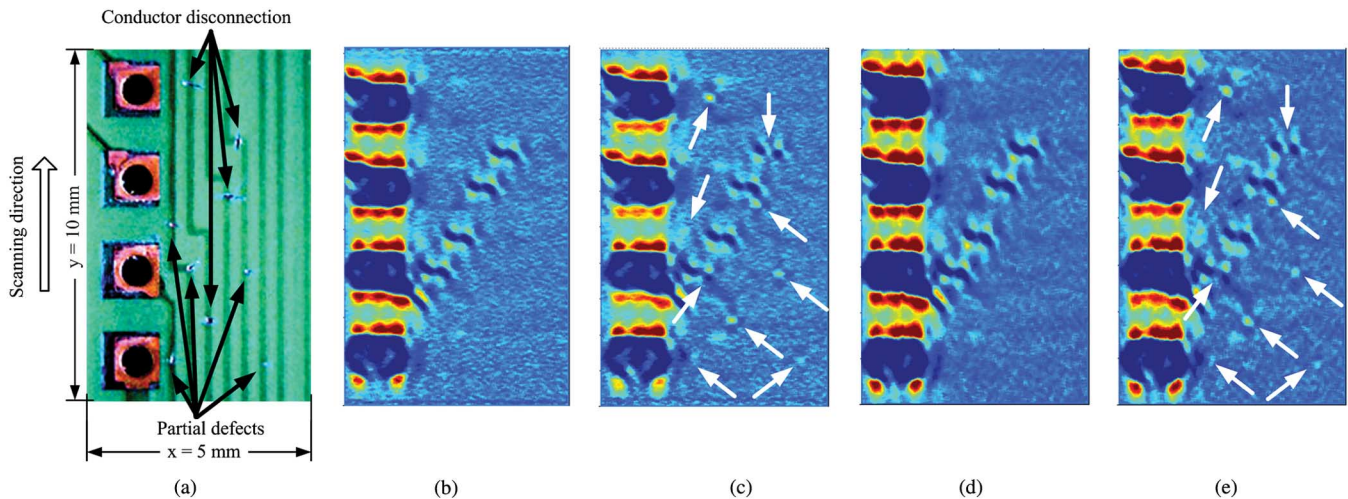 Conductor disconnection
Scanning direction
y = 10 mm
Partial defects
x = 5 mm
(a)
(b)
(c)
(d)
(e)